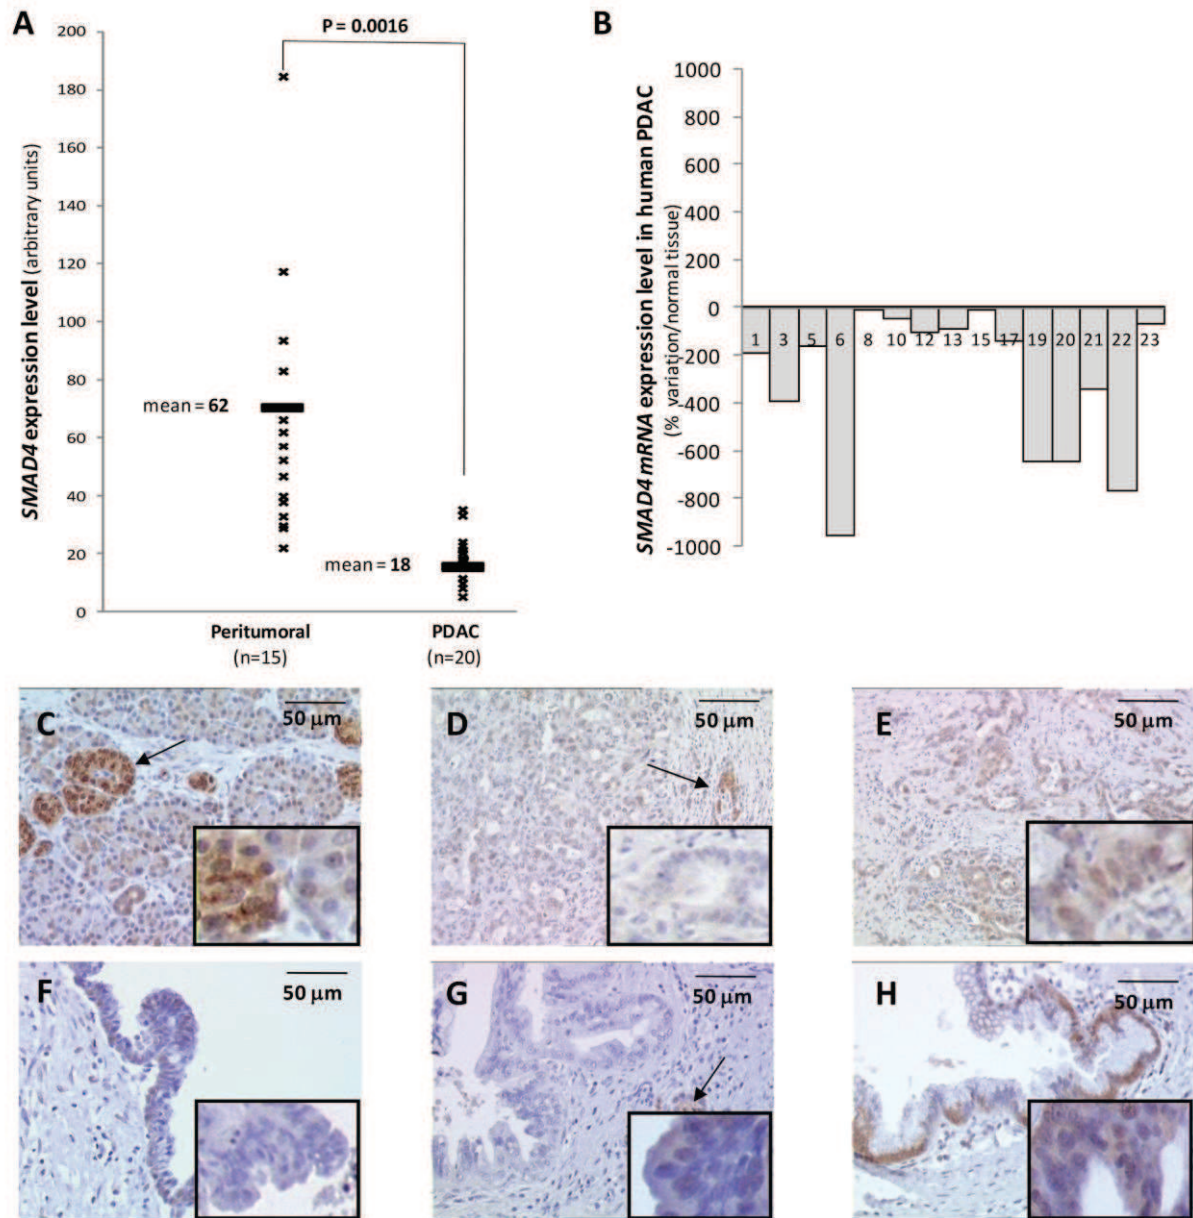 A
P = 0.0016
SMAD4 expression level (arbitrary units)
200
180
160
140
120
100
80
60
40
20
0
mean = 62
mean = 18
Peritumoral
(n=15)
PDAC
(n=20)
B
SMAD4 mRNA expression level in human PDAC
(% variation/normal tissue)
1000
800
600
400
200
0
-200
-400
-600
-800
-1000
1 3 5 6 8 10 12 13 15 17 19 20 21 22 23
C
50 µm
D
50 µm
E
50 µm
F
50 µm
G
50 µm
H
50 µm